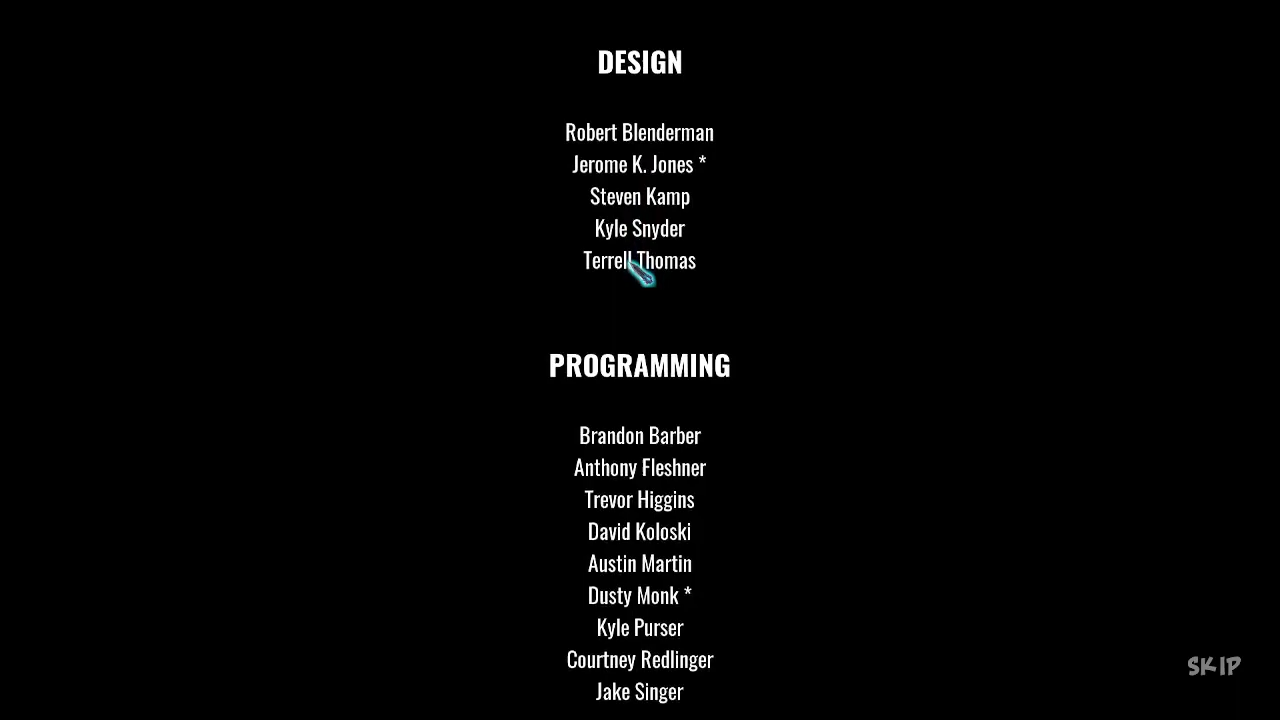 DESIGN
Robert Blenderman
Jerome K. Jones *
Steven Kamp
Kyle Snyder
Terrell Thomas
PROGRAMMING
Brandon Barber
Anthony Fleshner
Trevor Higgins
David Koloski
Austin Martin
Dusty Monk *
Kyle Purser
Courtney Redlinger
SKIP
Jake Singer